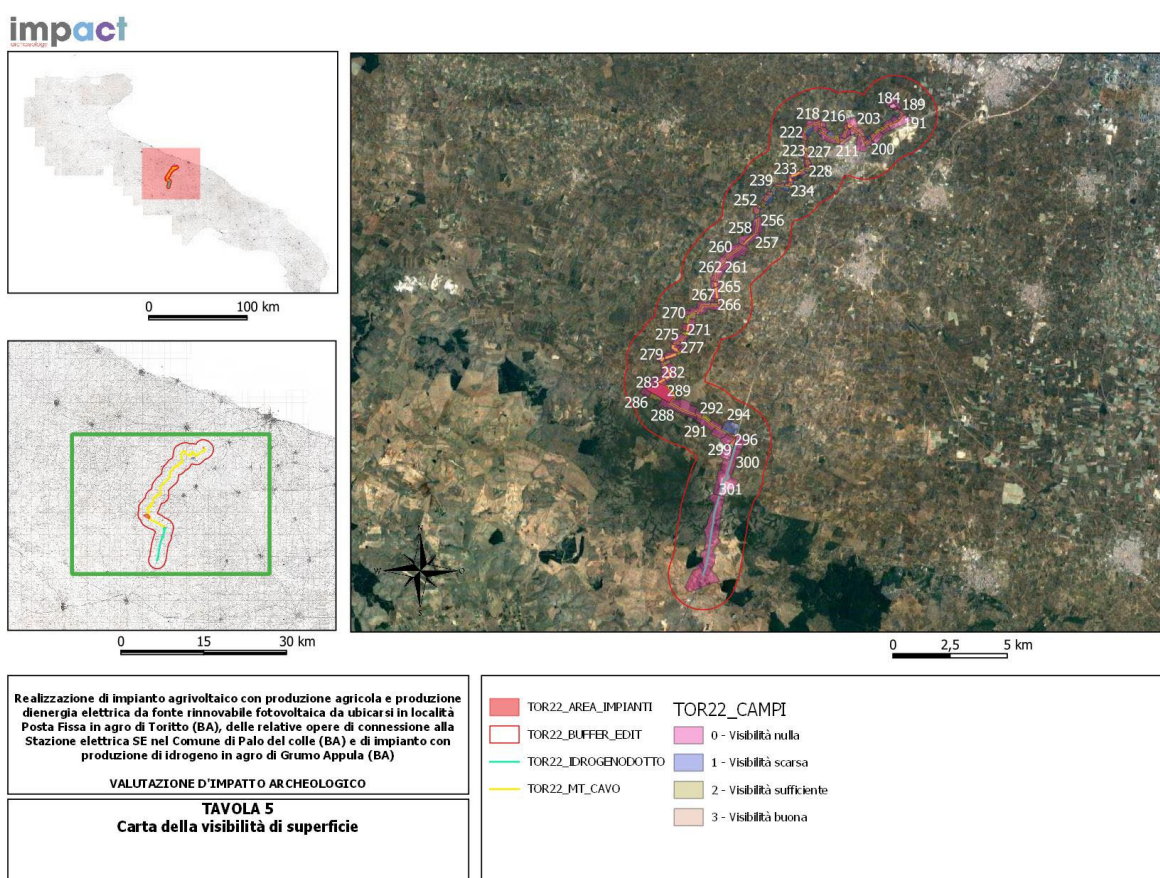 impact
archaeology
0 100 km
0 15 30 km
184
189
218 216 203 191
222
223 227 211 200
233 228
239 234
252
256
258 257
260
262 261
265
267 266
270
271
275
277
279
282
283 289
286
288 292 294
291 296
299 300
301
0 2,5 5 km
Realizzazione di impianto agrivoltaico con produzione agricola e produzione
dienergia elettrica da fonte rinnovabile fotovoltaica da ubicarsi in località
Posta Fissa in agro di Toritto (BA), delle relative opere di connessione alla
Stazione elettrica SE nel Comune di Palo del colle (BA) e di impianto con
produzione di idrogeno in agro di Grumo Appula (BA)
VALUTAZIONE D'IMPATTO ARCHEOLOGICO
TAVOLA 5
Carta della visibilità di superficie
TOR22_AREA_IMPIANTI
TOR22_BUFFER_EDIT
TOR22_IDROGENODOTTO
TOR22_MT_CAVO
TOR22_CAMPI
0 - Visibilità nulla
1 - Visibilità scarsa
2 - Visibilità sufficiente
3 - Visibilità buona